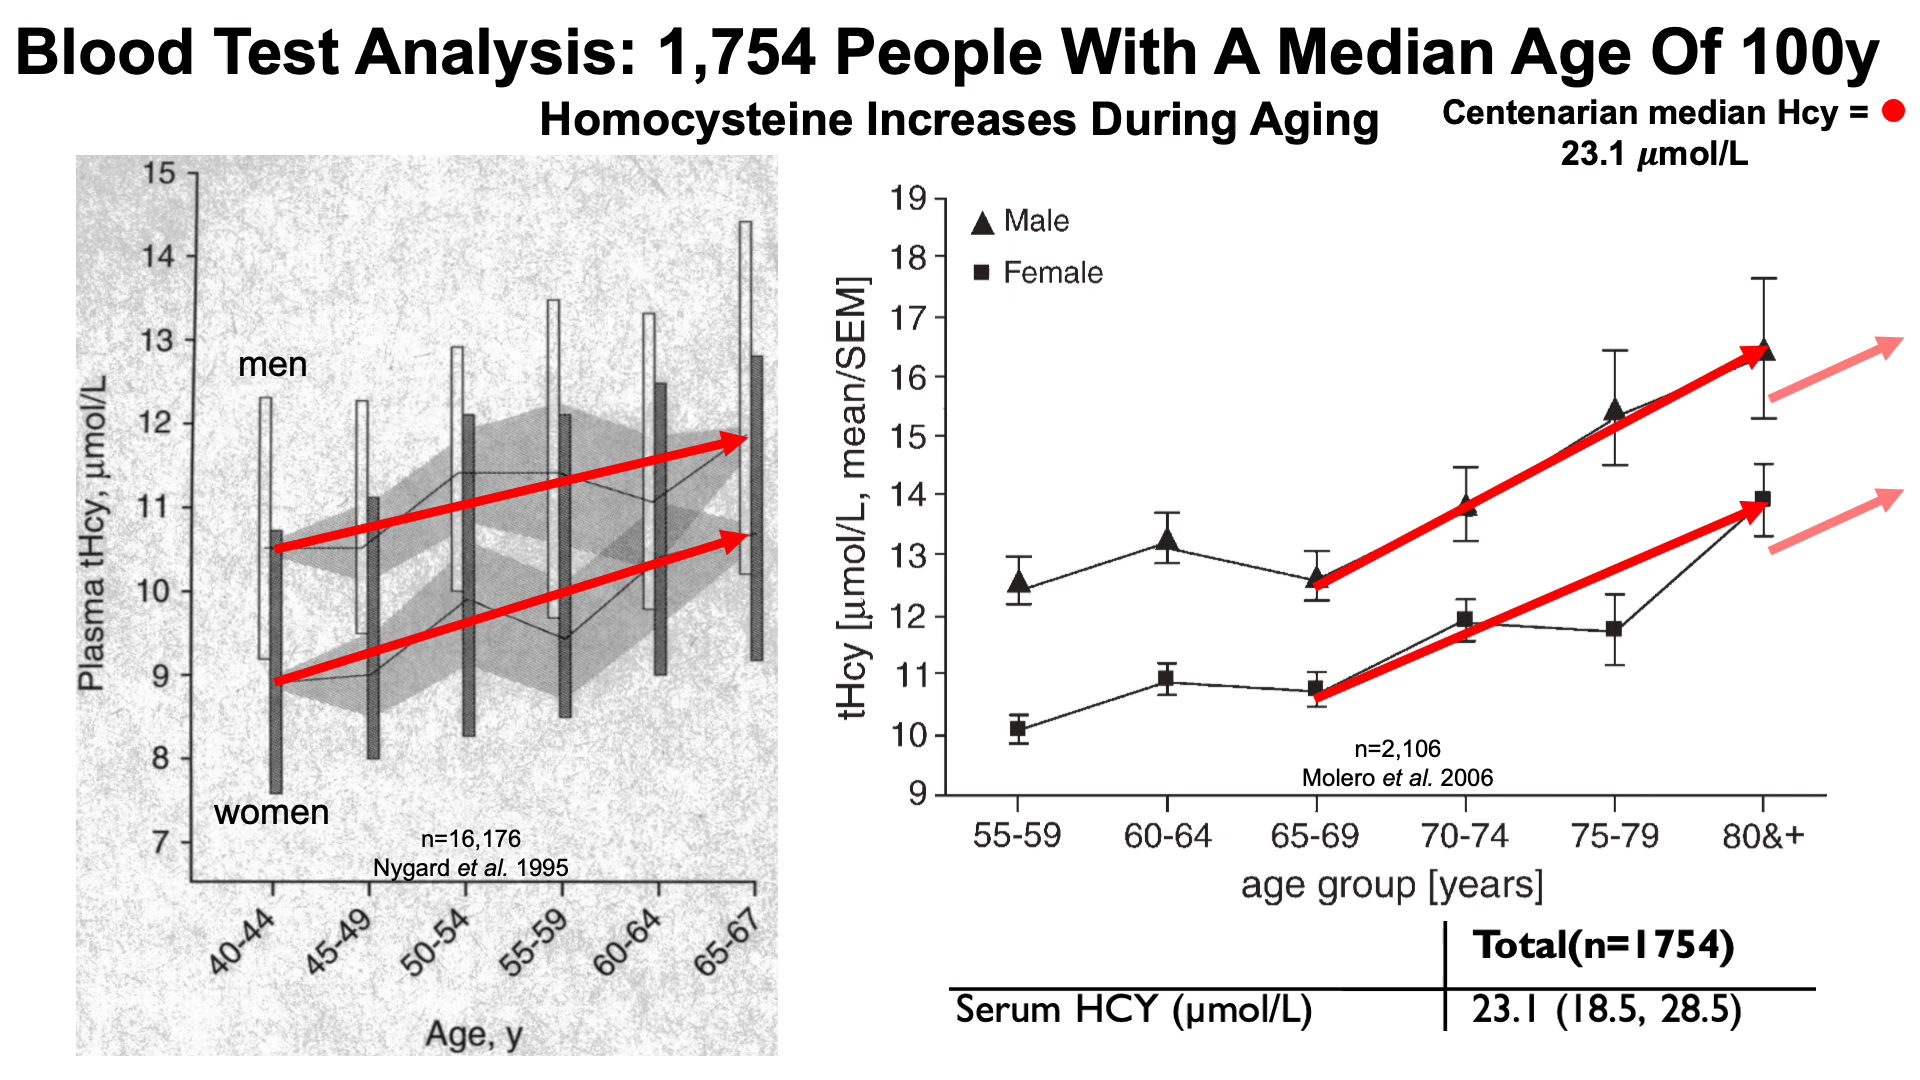 Blood Test Analysis: 1,754 People With A Median Age Of 100y
Homocysteine Increases During Aging
Centenarian median Hcy =
23.1 µmol/L
15
14
13
12
11
10
9
8
7
Plasma tHcy, µmol/L
men
women
n=16,176
Nygard et al. 1995
40-44
45-49
50-54
55-59
60-64
65-67
Age, y
19
18
17
16
15
14
13
12
11
10
9
tHcy [µmol/L, mean/SEM]
Male
Female
n=2,106
Molero et al. 2006
55-59
60-64
65-69
70-74
75-79
80&+
age group [years]
Total(n=1754)
Serum HCY (µmol/L) 23.1 (18.5, 28.5)